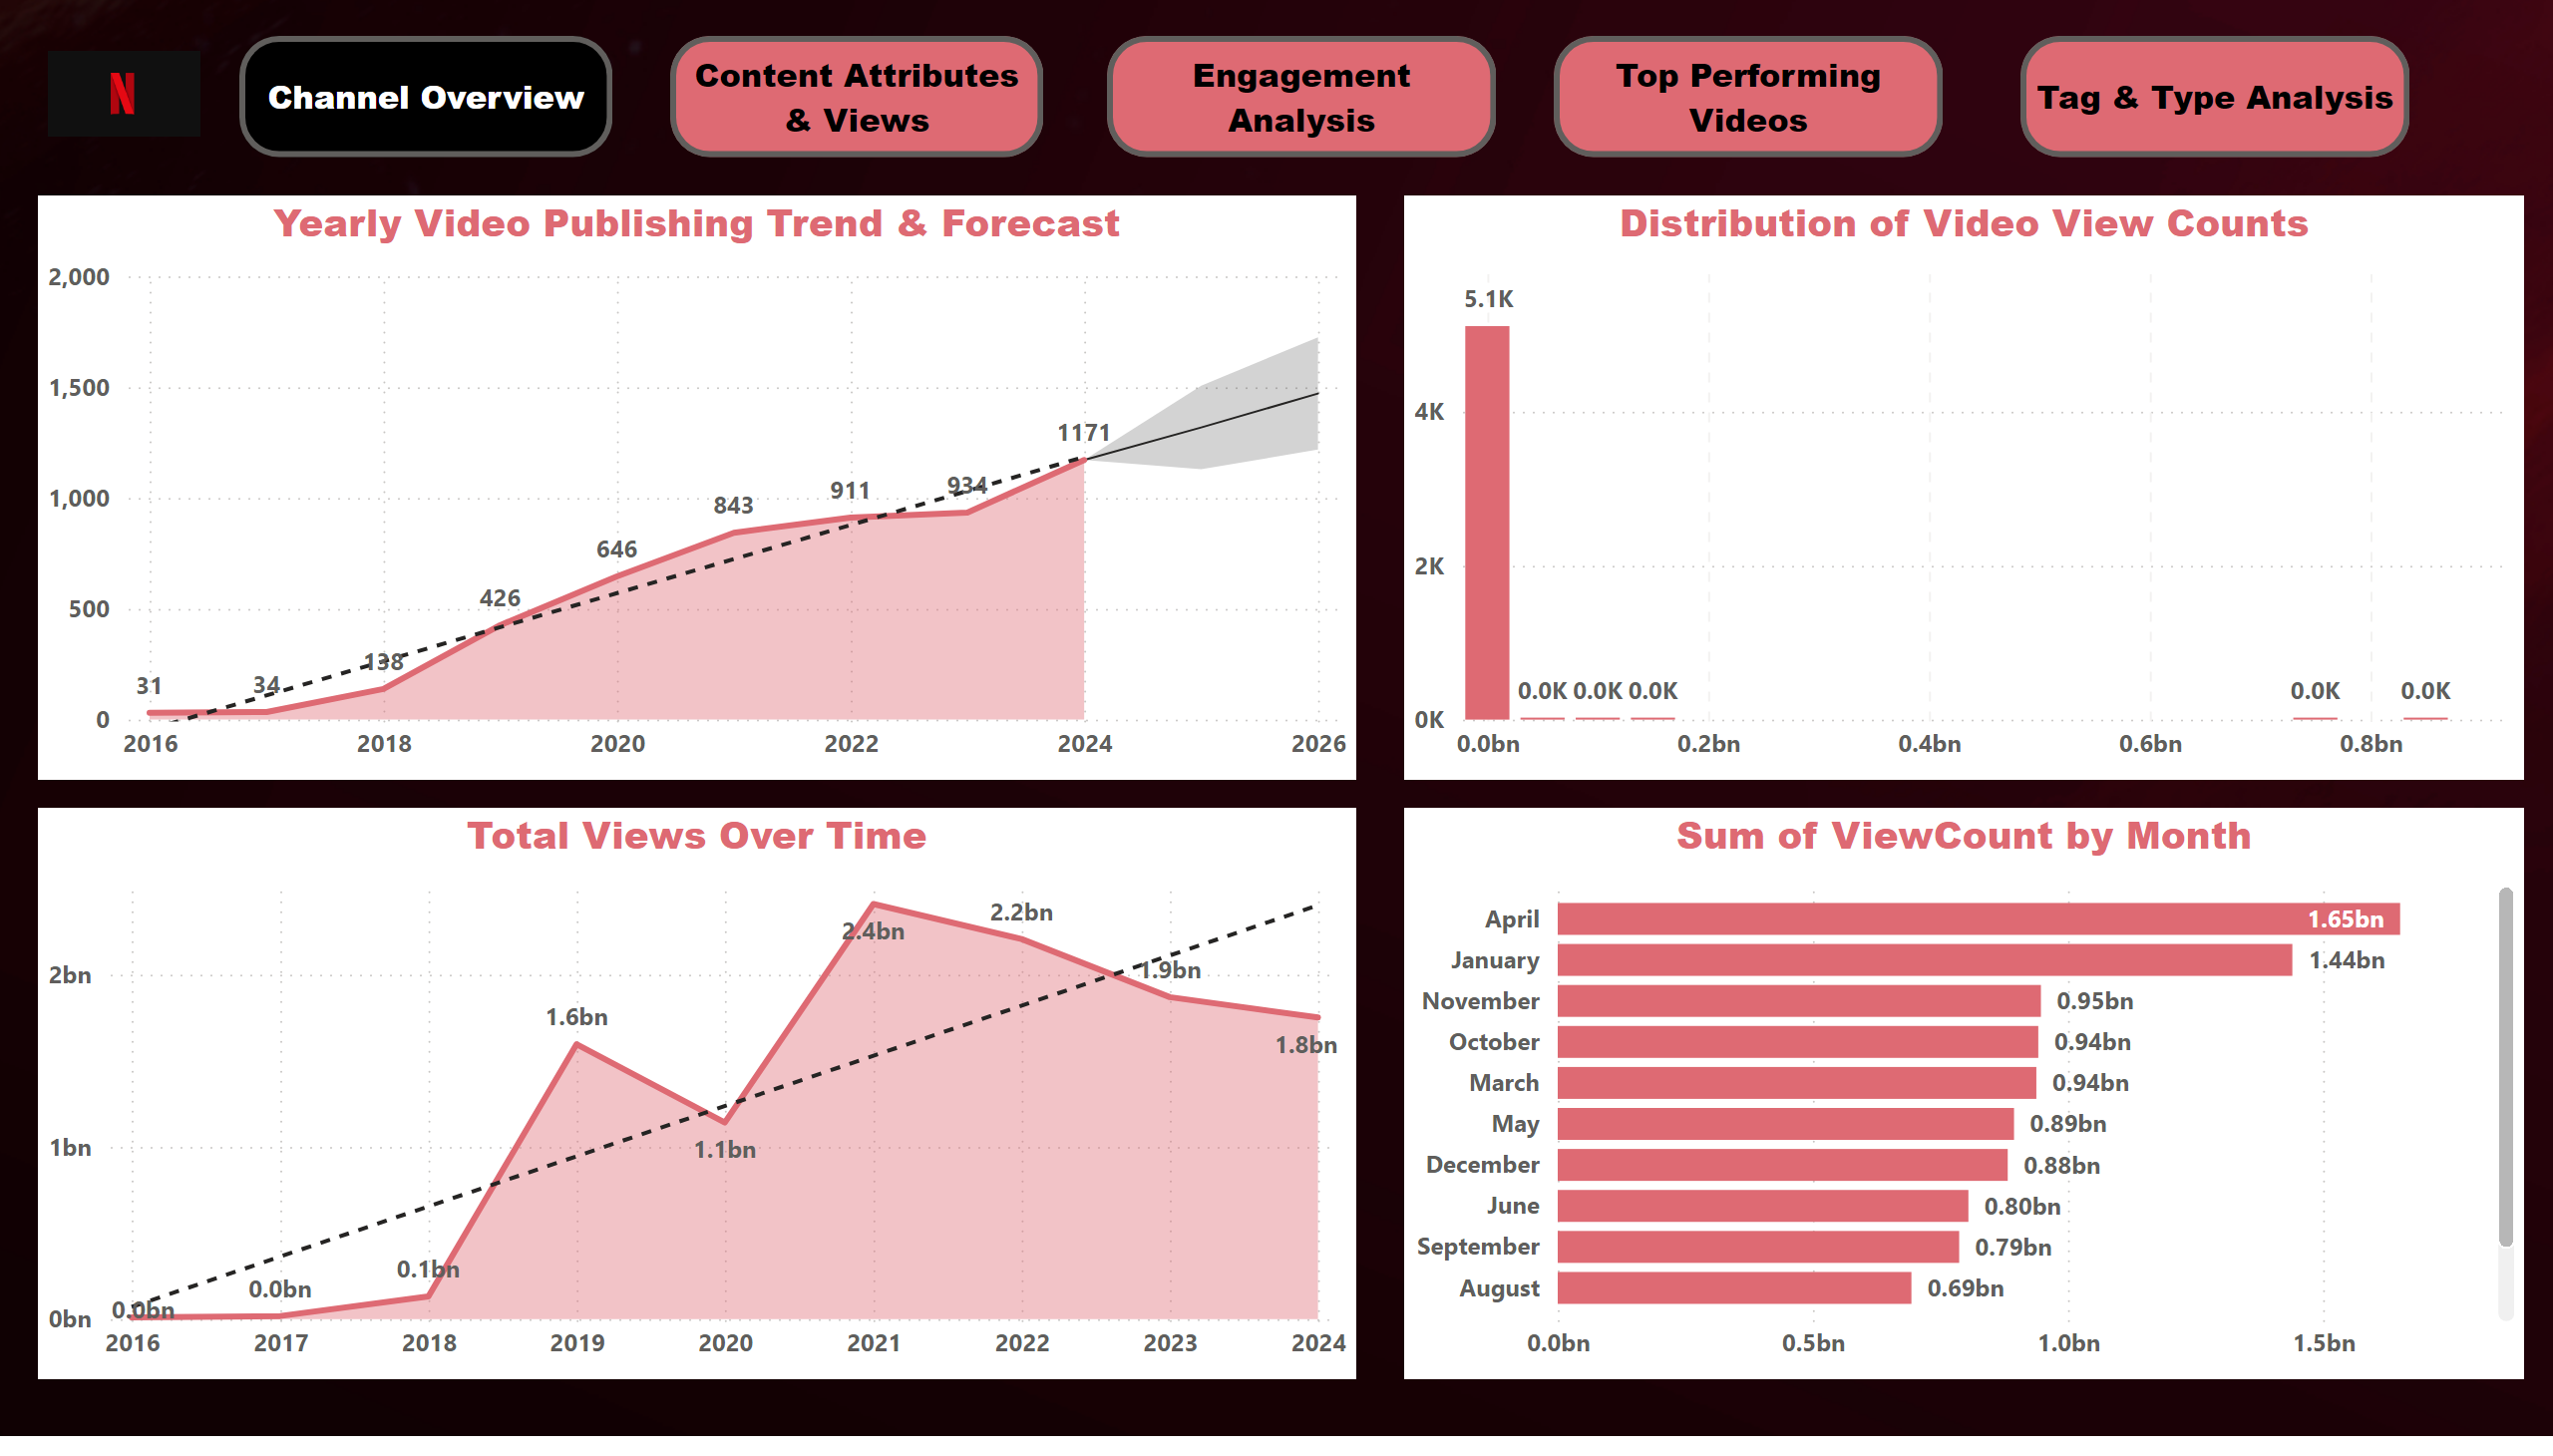 N
Channel Overview
Content Attributes
& Views
Engagement
Analysis
Top Performing
Videos
Tag & Type Analysis
Yearly Video Publishing Trend & Forecast
2,000
1,500
1,000
500
0
31
34
138
426
646
843
911
934
1171
2016
2018
2020
2022
2024
2026
Distribution of Video View Counts
5.1K
4K
2K
0K
0.0K
0.0K
0.0K
0.0K
0.0K
0.0bn
0.2bn
0.4bn
0.6bn
0.8bn
Total Views Over Time
2bn
1bn
0bn
0.0bn
0.0bn
0.1bn
1.6bn
1.1bn
2.4bn
2.2bn
1.9bn
1.8bn
2016
2017
2018
2019
2020
2021
2022
2023
2024
Sum of ViewCount by Month
April 1.65bn
January 1.44bn
November 0.95bn
October 0.94bn
March 0.94bn
May 0.89bn
December 0.88bn
June 0.80bn
September 0.79bn
August 0.69bn
0.0bn
0.5bn
1.0bn
1.5bn